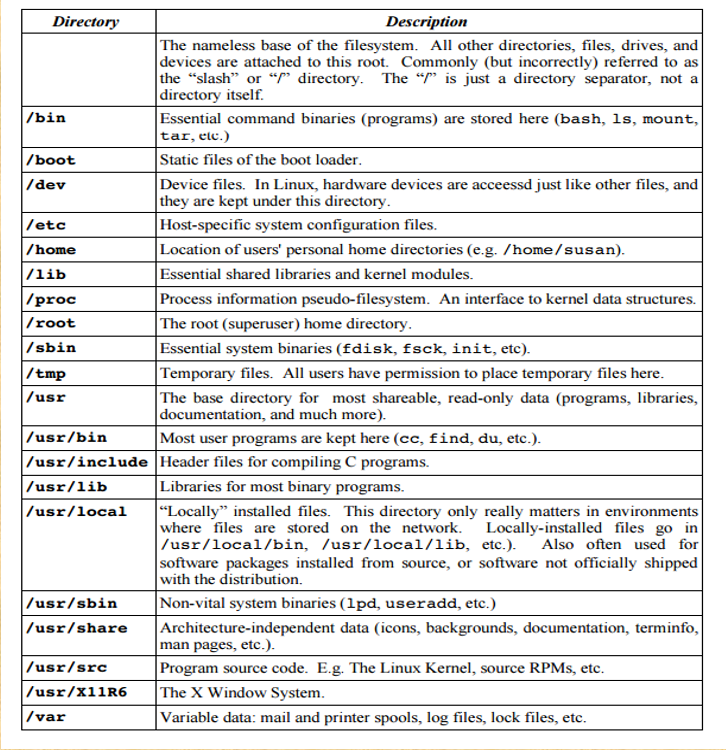 Directory Description
The nameless base of the filesystem. All other directories, files, drives, and
devices are attached to this root. Commonly (but incorrectly) referred to as
the “slash” or “/” directory. The “/” is just a directory separator, not a
directory itself.
/bin Essential command binaries (programs) are stored here (bash, ls, mount,
tar, etc.)
/boot Static files of the boot loader.
/dev Device files. In Linux, hardware devices are acceessd just like other files, and
they are kept under this directory.
/etc Host-specific system configuration files.
/home Location of users' personal home directories (e.g. /home/susan).
/lib Essential shared libraries and kernel modules.
/proc Process information pseudo-filesystem. An interface to kernel data structures.
/root The root (superuser) home directory.
/sbin Essential system binaries (fdisk, fsck, init, etc).
/tmp Temporary files. All users have permission to place temporary files here.
/usr The base directory for most shareable, read-only data (programs, libraries,
documentation, and much more).
/usr/bin Most user programs are kept here (cc, find, du, etc.).
/usr/include Header files for compiling C programs.
/usr/lib Libraries for most binary programs.
/usr/local “Locally” installed files. This directory only really matters in environments
where files are stored on the network. Locally-installed files go in
/usr/local/bin, /usr/local/lib, etc.). Also often used for
software packages installed from source, or software not officially shipped
with the distribution.
/usr/sbin Non-vital system binaries (lpd, useradd, etc.)
/usr/share Architecture-independent data (icons, backgrounds, documentation, terminfo,
man pages, etc.).
/usr/src Program source code. E.g. The Linux Kernel, source RPMs, etc.
/usr/X11R6 The X Window System.
/var Variable data: mail and printer spools, log files, lock files, etc.